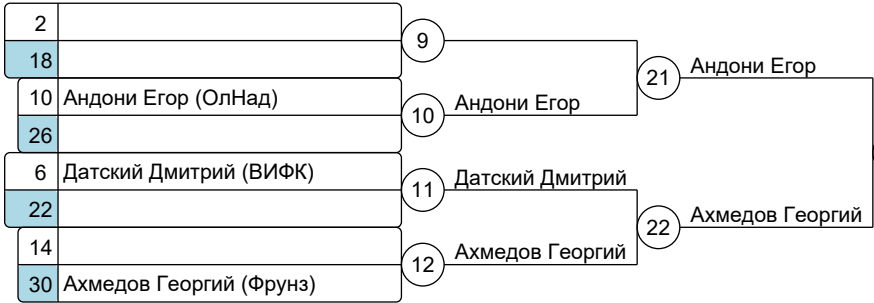 2
18
9
10 Андони Егор (ОлНад)
26
10
Андони Егор
21
Андони Егор
6 Датский Дмитрий (ВИФК)
22
11
Датский Дмитрий
14
30 Ахмедов Георгий (Фрунз)
12
Ахмедов Георгий
22
Ахмедов Георгий